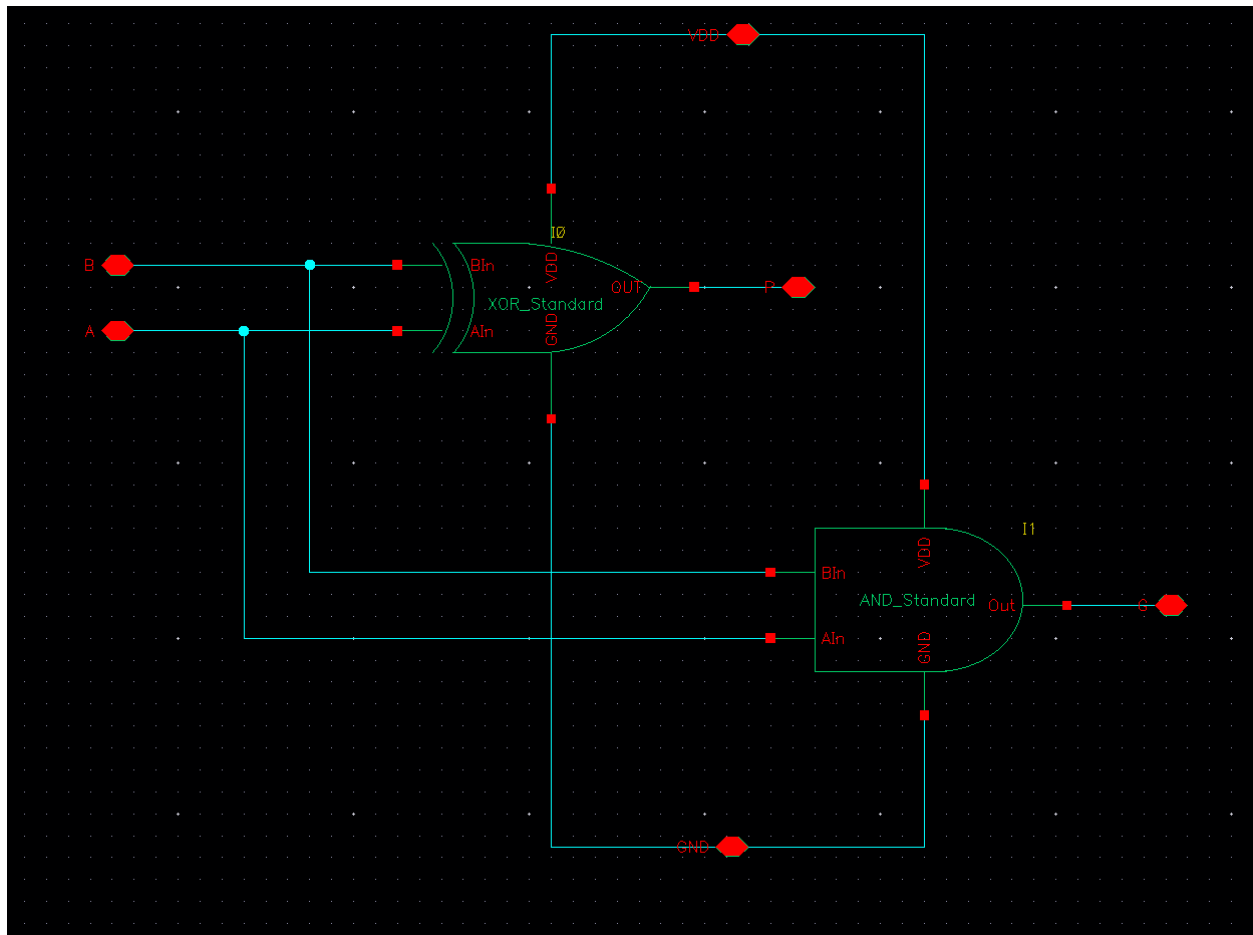 VDD
I0
B
BIn
VDD
OUT
P
XOR_Standard
A
AIn
GND
I1
VDD
BIn
AND_Standard
Out
G
AIn
GND
GND